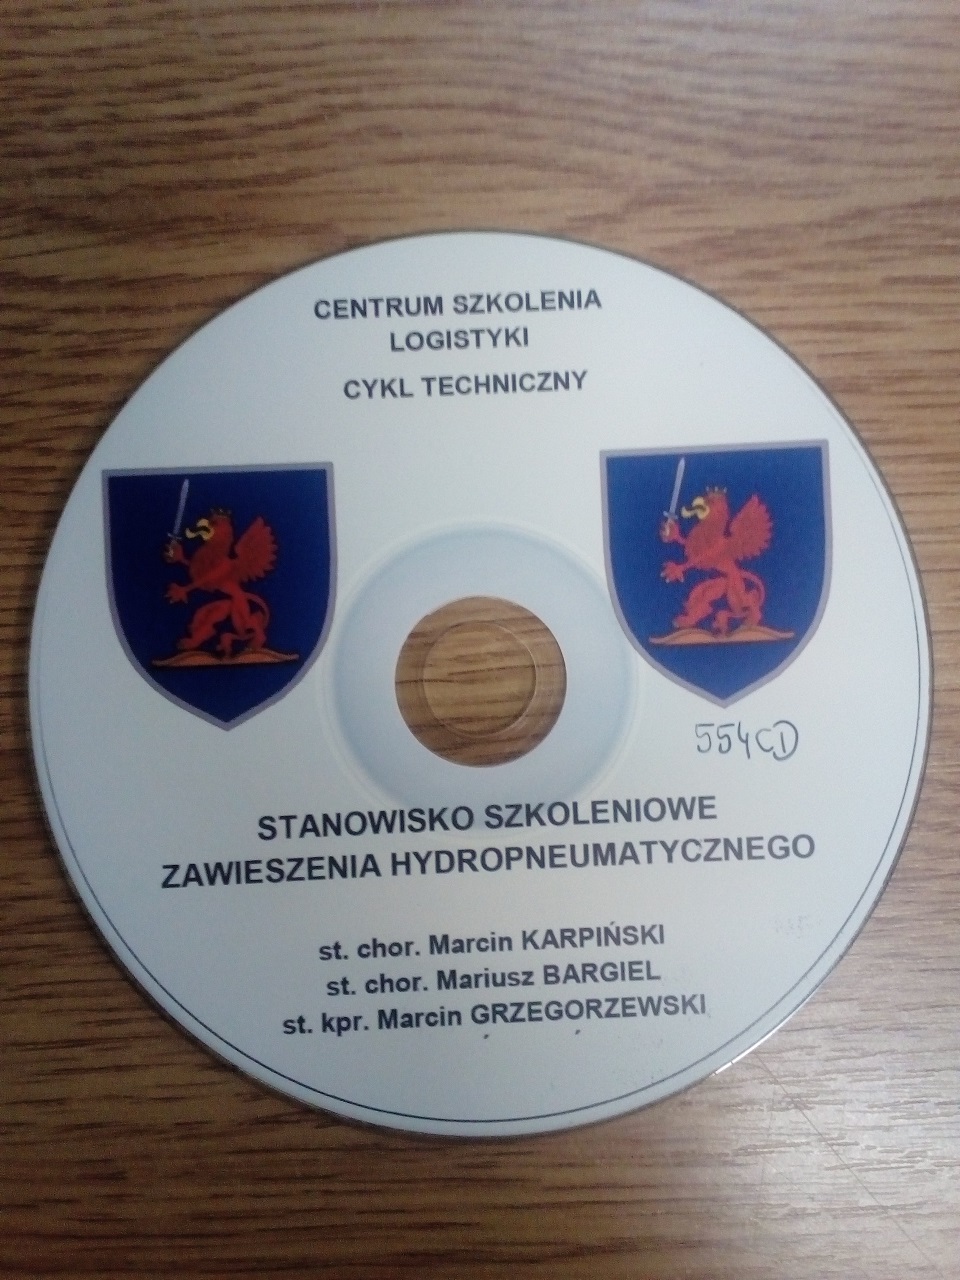 CENTRUM SZKOLENIA
LOGISTYKI
CYKL TECHNICZNY
554CD
STANOWISKO SZKOLENIOWE
ZAWIESZENIA HYDROPNEUMATYCZNEGO
st. chor. Marcin KARPIŃSKI
st. chor. Mariusz BARGIEL
st. kpr. Marcin GRZEGORZEWSKI